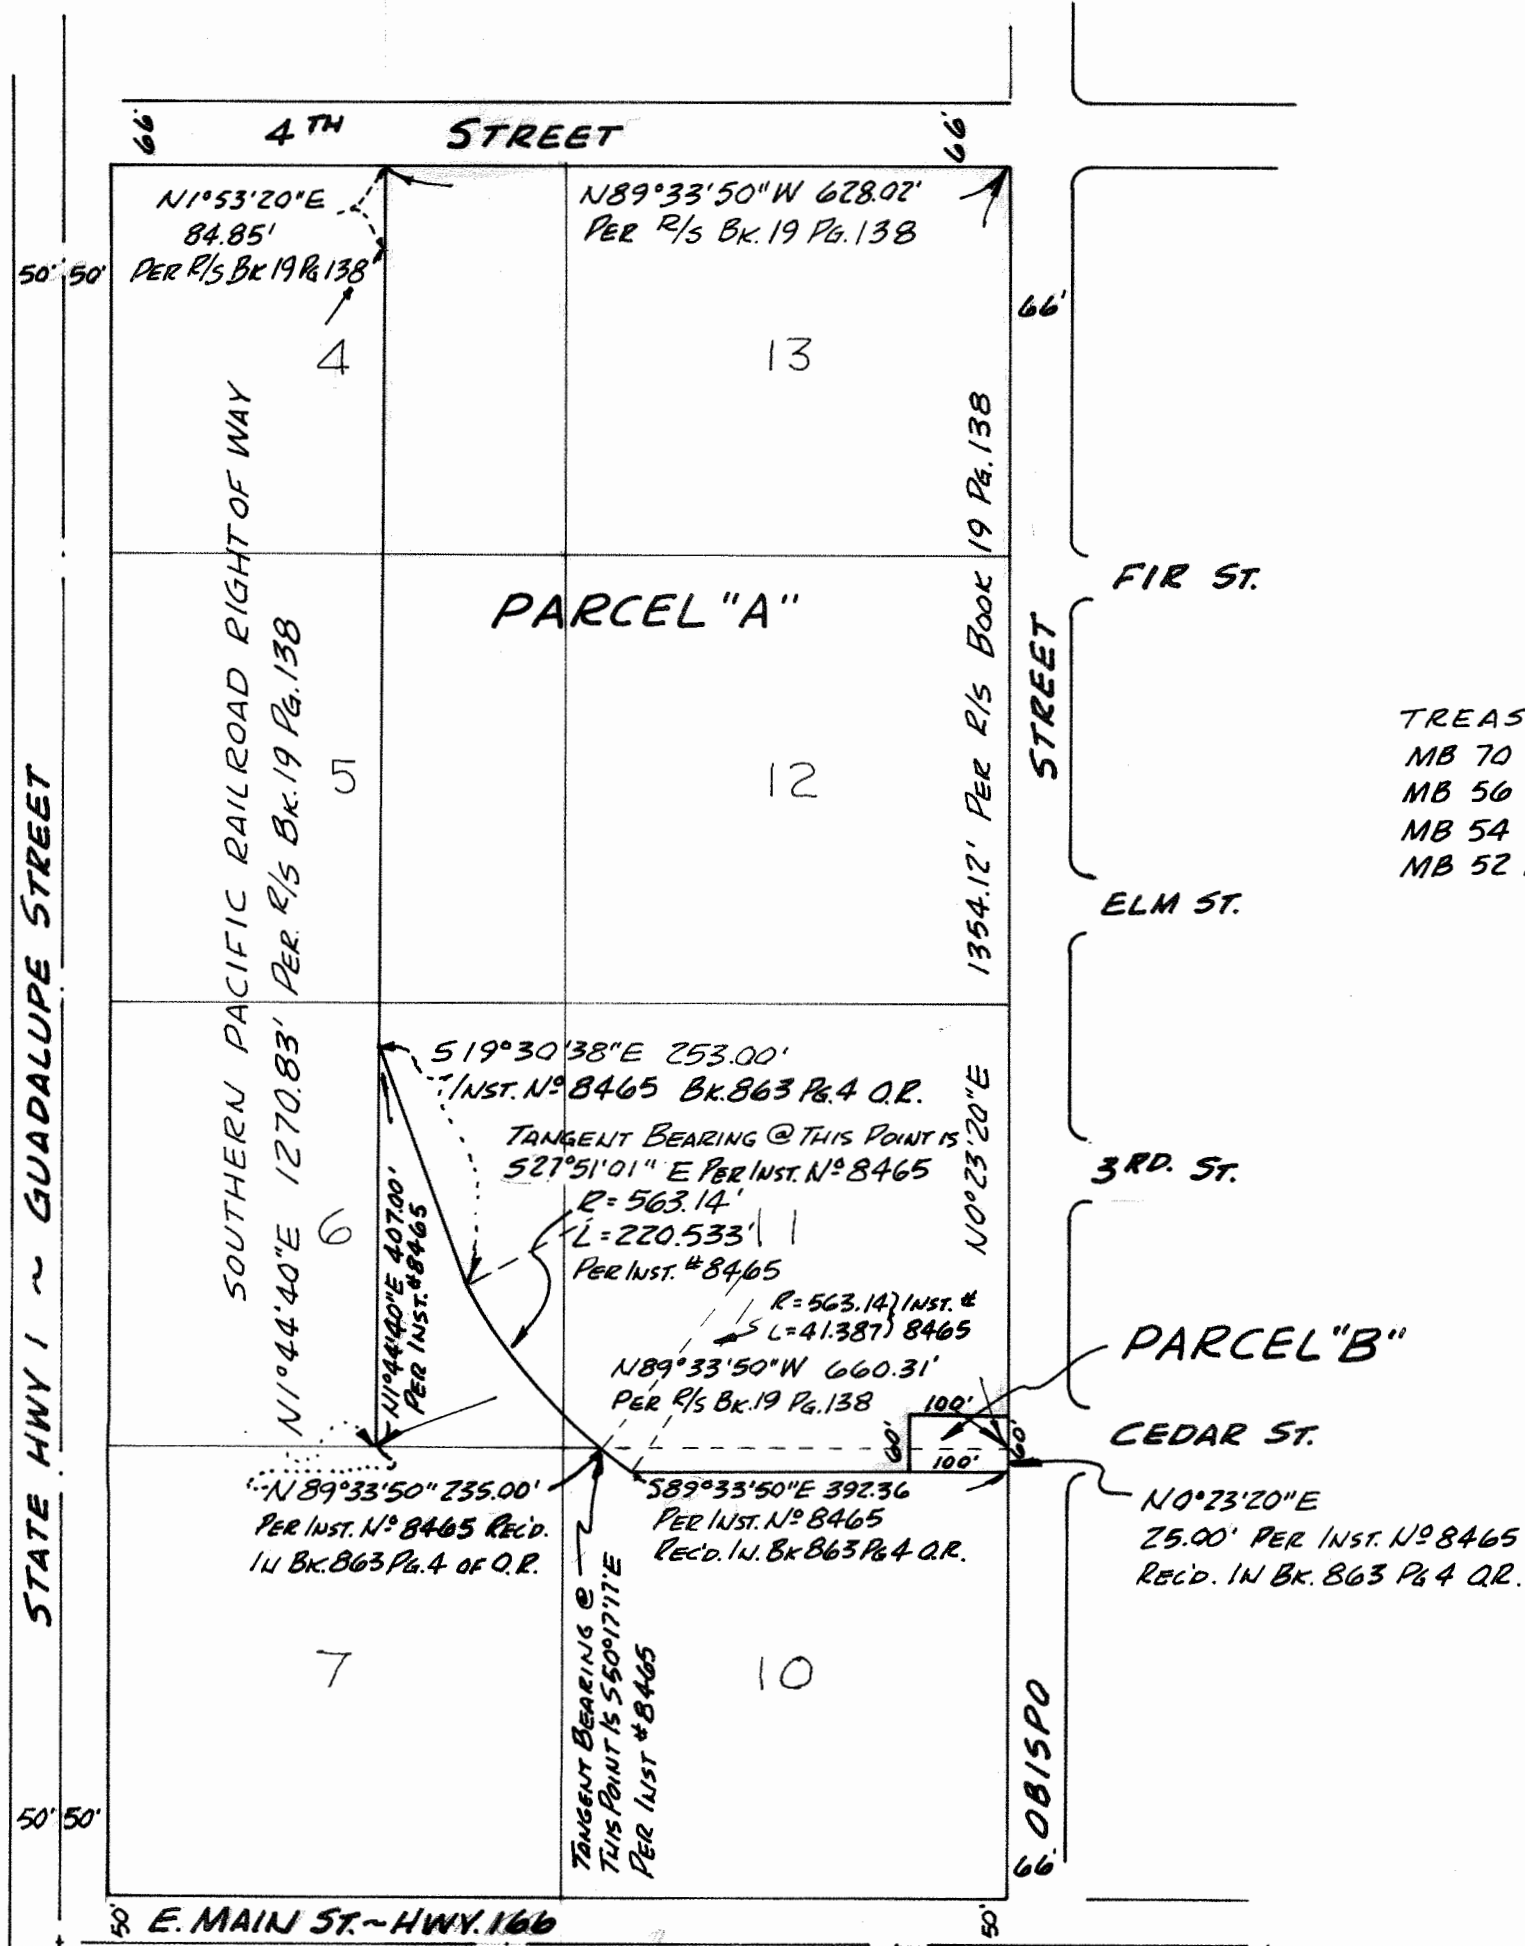 66'
4TH STREET
66'
N1°53'20"E
84.85'
PER R/S BK 19 PG 138
N89°33'50"W 628.02'
PER R/S BK. 19 PG. 138
50' 50'
66'
4
13
SOUTHERN PACIFIC RAILROAD RIGHT OF WAY
N1°44'40"E 1270.83' PER. R/S BK. 19 PG. 138
1354.12' PER R/S BOOK 19 PG. 138
N0°23'20"E
FIR ST.
PARCEL "A"
STREET
5
12
TREAS
MB 70
MB 56
MB 54
MB 52
STATE HWY 1 ~ GUADALUPE STREET
ELM ST.
S19°30'38"E 253.00'
INST. Nº 8465 BK. 863 PG. 4 O.R.
TANGENT BEARING @ THIS POINT IS
S27°51'01" E PER INST. Nº 8465
3RD. ST.
R=563.14'
L=220.533'
PER INST. #8465
6
11
N1°44'40"E 407.00'
PER INST. #8465
R=563.14} INST. #
L=41.387} 8465
N89°33'50"W 660.31'
PER R/S BK. 19 PG. 138
PARCEL "B"
100'
60'
60'
100'
CEDAR ST.
N89°33'50" 235.00'
PER INST. Nº 8465 REC'D.
IN BK. 863 PG. 4 OF O.R.
S89°33'50"E 392.36
PER INST. Nº 8465
REC'D. IN. BK 863 PG 4 O.R.
N0°23'20"E
25.00' PER INST. Nº 8465
REC'D. IN BK. 863 PG 4 O.R.
TANGENT BEARING @
THIS POINT IS S50°17'17"E
PER INST #8465
7
10
OBISPO
50' 50'
66'
50'
E. MAIN ST. ~ HWY. 166
50'